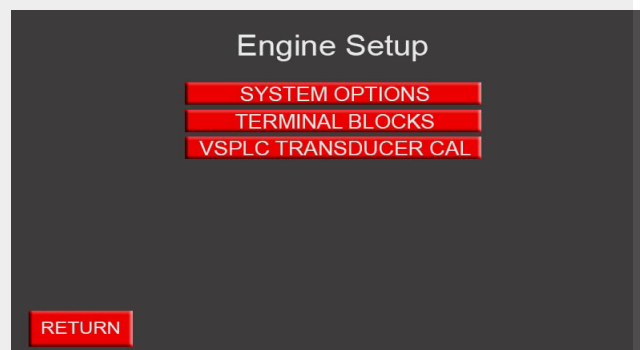 Engine Setup
SYSTEM OPTIONS
TERMINAL BLOCKS
VSPLC TRANSDUCER CAL
RETURN